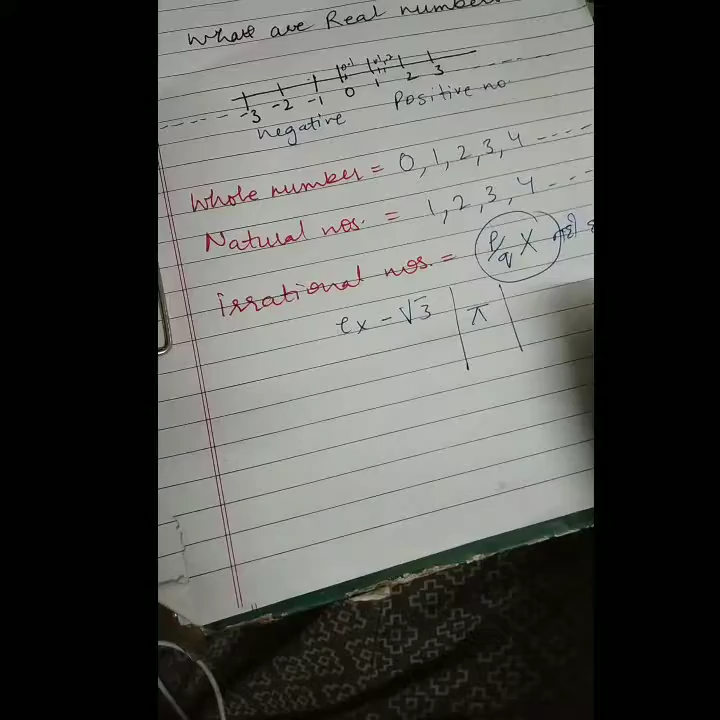 What are Real number
-3 -2 -1 0 1 2 3
negative Positive no.
Whole number = 0, 1, 2, 3, 4 ----
Natural nos. = 1, 2, 3, 4 ---
irrational nos. = p/q X नही
ex - √3 | π |